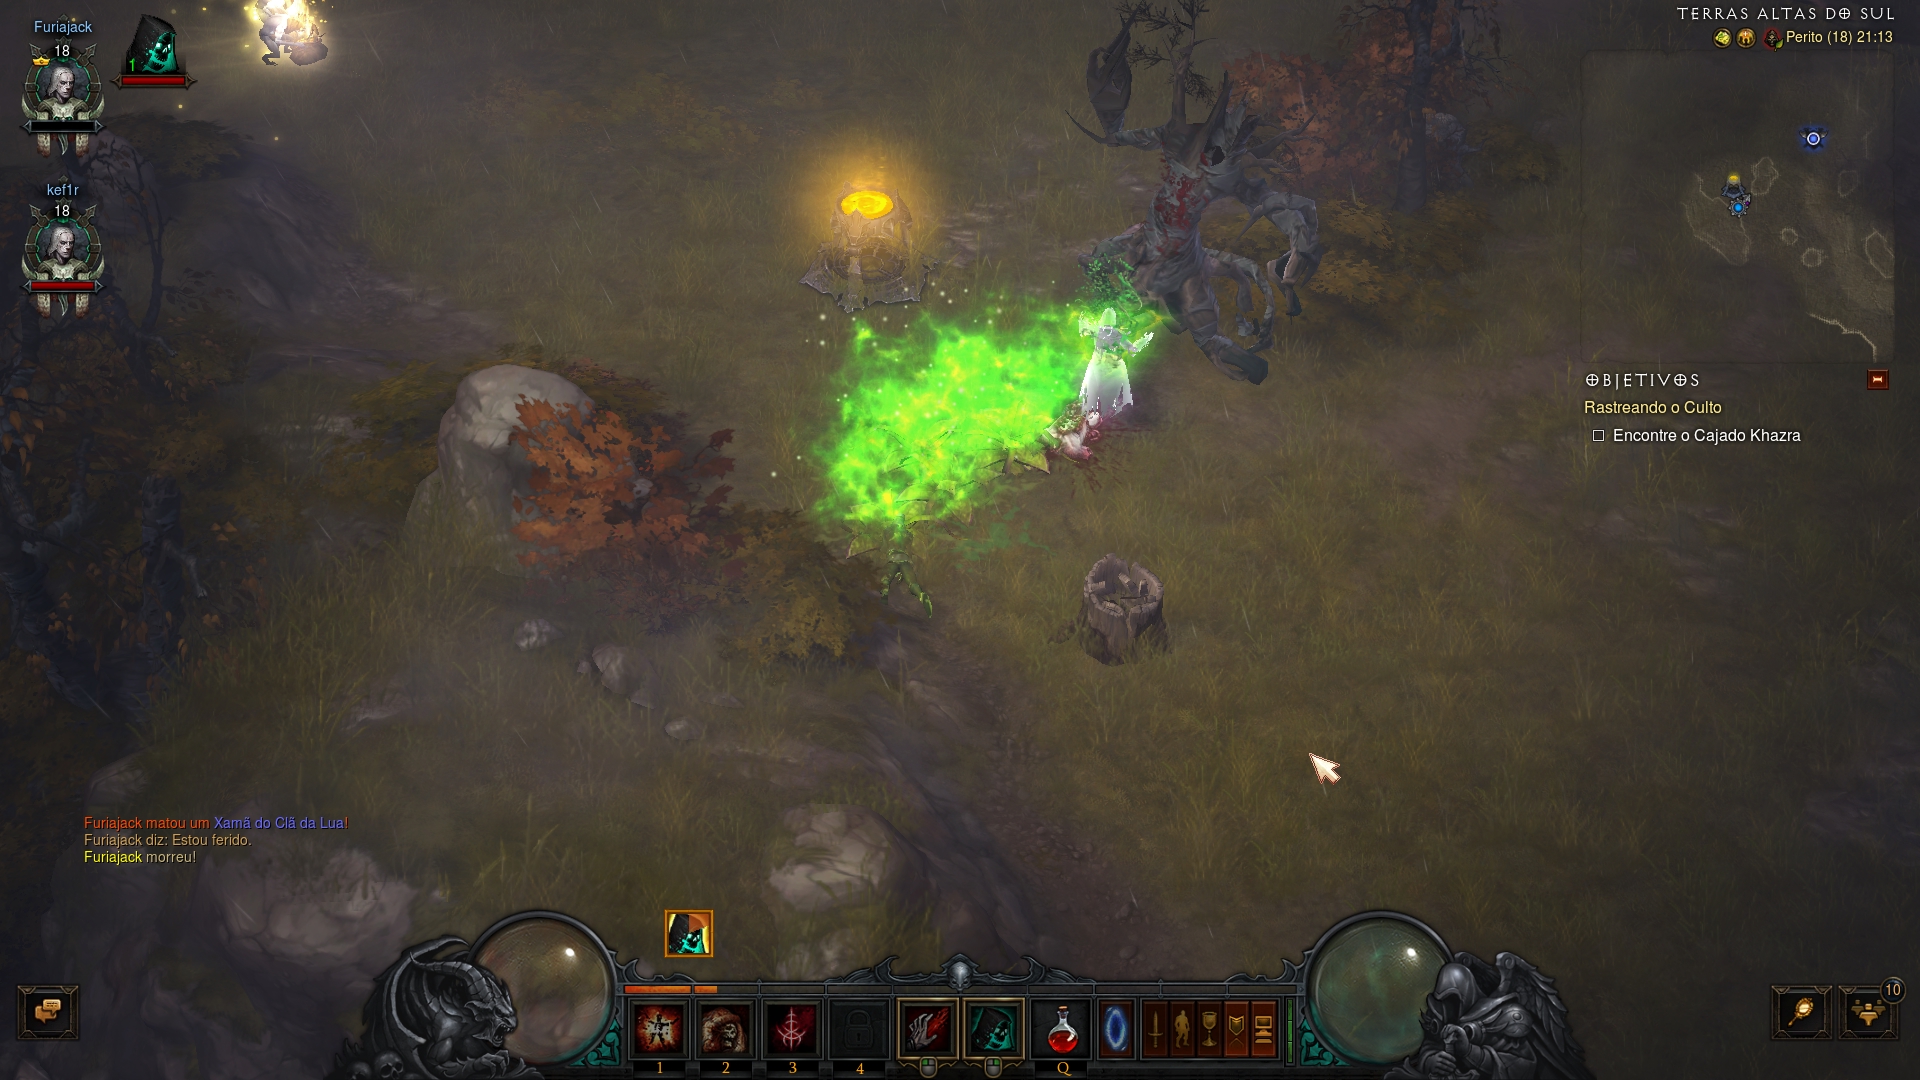 Furiajack
18
1
kef1r
18
TERRAS ALTAS DO SUL
Perito (18) 21:13
OBJETIVOS
Rastreando o Culto
Encontre o Cajado Khazra
Furiajack matou um Xamã do Clã da Lua!
Furiajack diz: Estou ferido.
Furiajack morreu!
10
1 2 3 4 Q